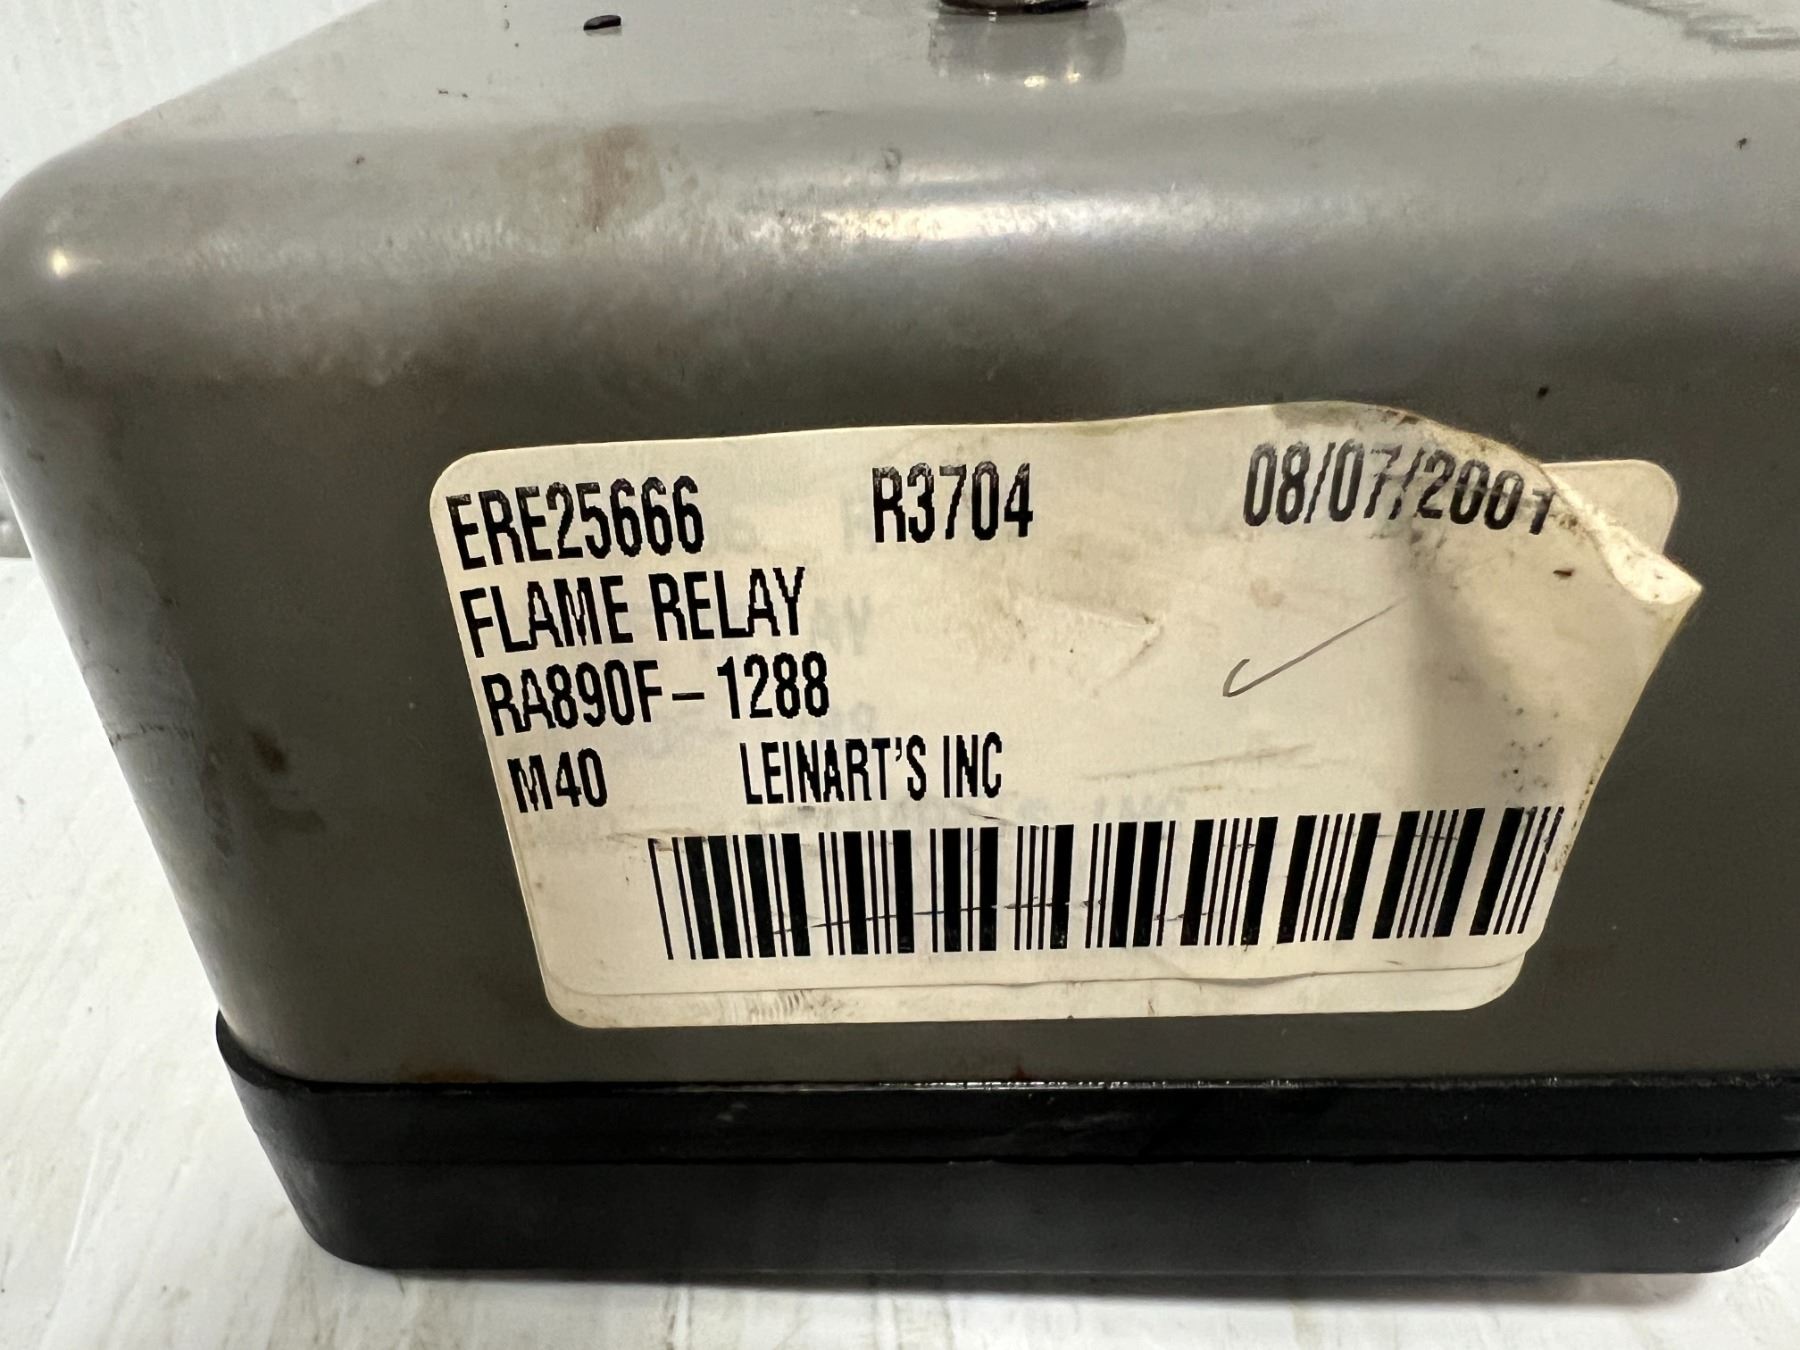 ERE25666 R3704 08/07/2001
FLAME RELAY
RA890F-1288
M40 LEINART'S INC